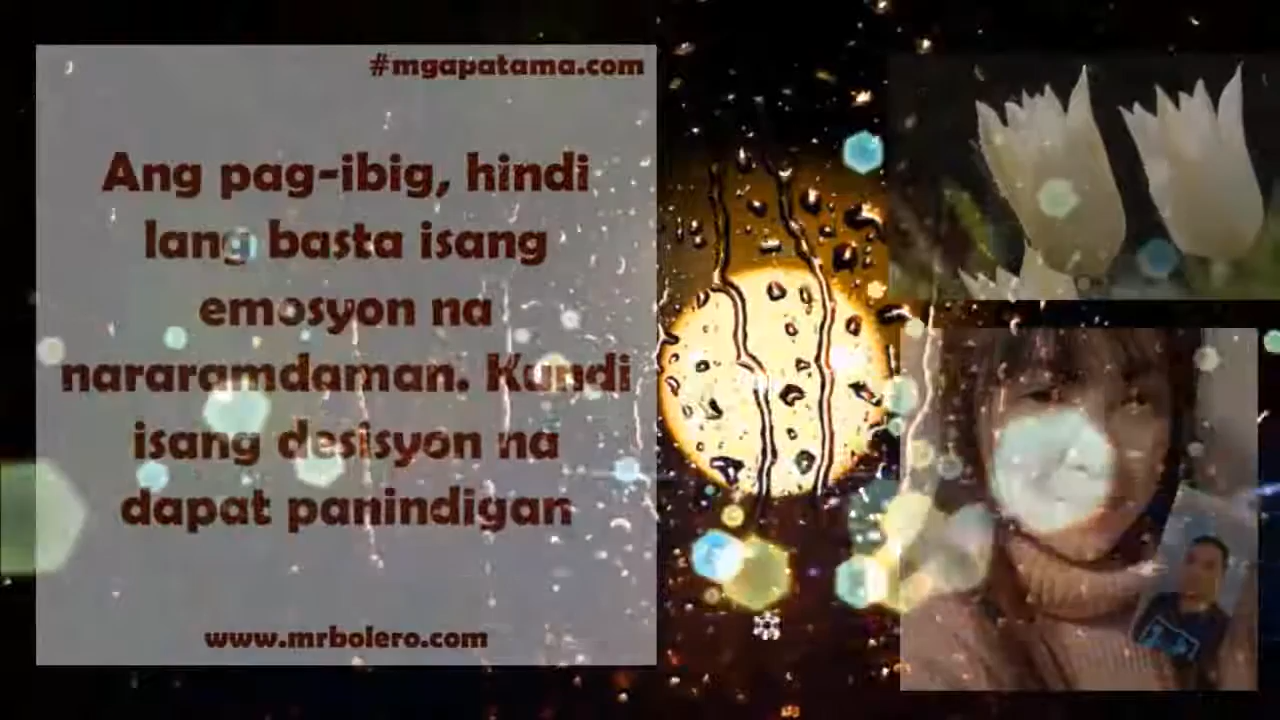 #mgapatama.com
Ang pag-ibig, hindi
lang basta isang
emosyon na
nararamdaman. Kundi
isang desisyon na
dapat panindigan
www.mrbolero.com